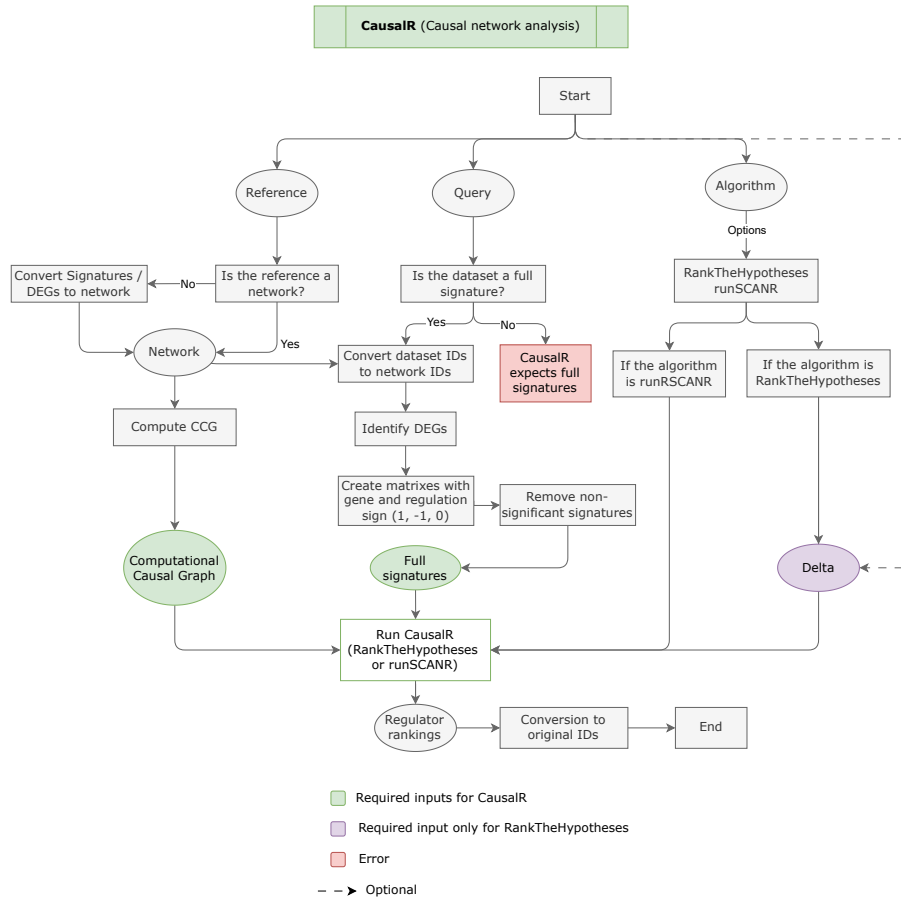 CausalR (Causal network analysis)
Start
Reference
Query
Algorithm
Options
Convert Signatures /
DEGs to network
No
Is the reference a
network?
Is the dataset a full
signature?
RankTheHypotheses
runSCANR
Yes
Yes
No
Network
Convert dataset IDs
to network IDs
CausalR
expects full
signatures
If the algorithm
is runRSCANR
If the algorithm is
RankTheHypotheses
Compute CCG
Identify DEGs
Create matrixes with
gene and regulation
sign (1, -1, 0)
Remove non-
significant signatures
Computational
Causal Graph
Full
signatures
Delta
Run CausalR
(RankTheHypotheses
or runSCANR)
Regulator
rankings
Conversion to
original IDs
End
Required inputs for CausalR
Required input only for RankTheHypotheses
Error
Optional